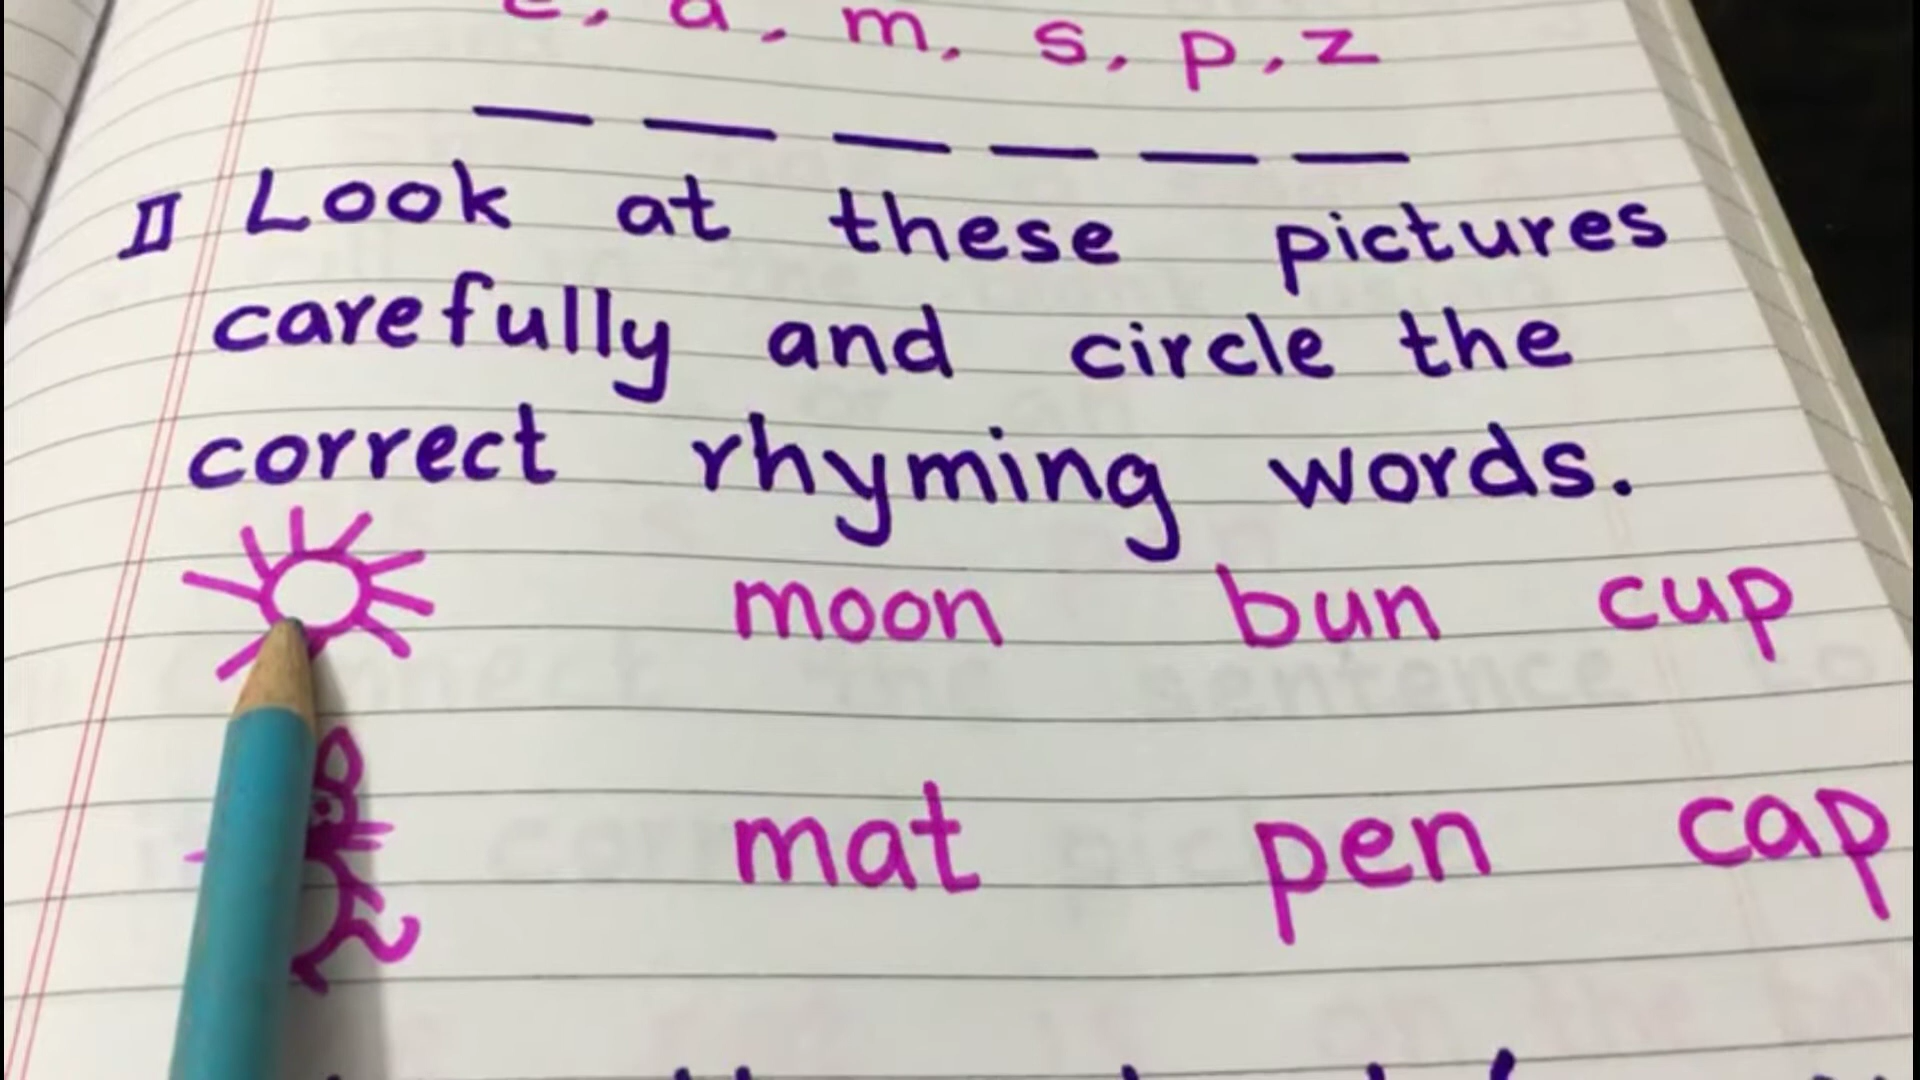 m, s, p, z
II Look at these pictures
carefully and circle the
correct rhyming words.
moon bun cup
mat pen cap